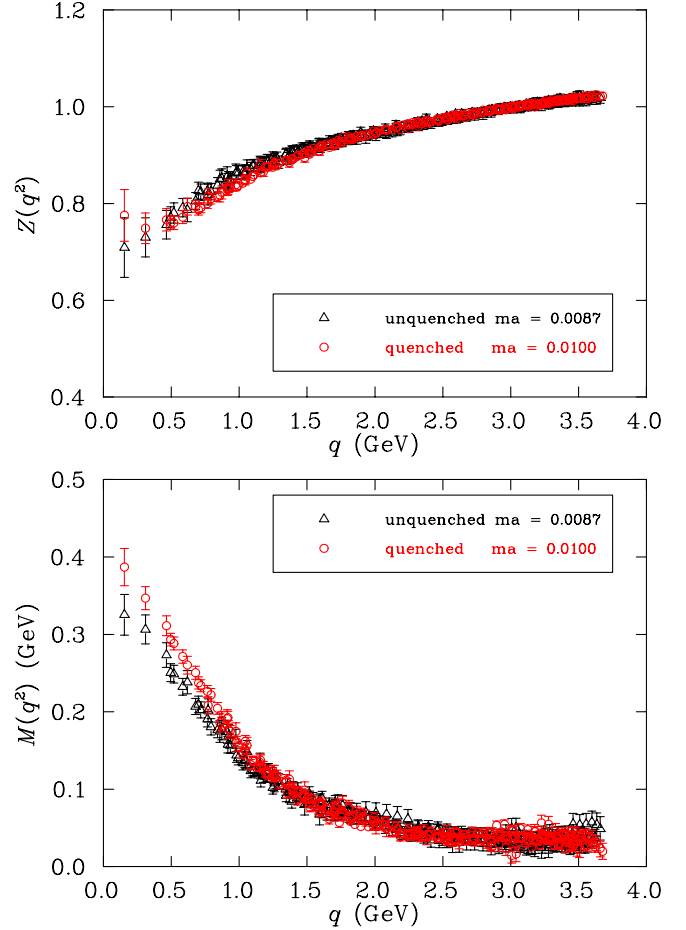 1.2
1.0
0.8
0.6
0.4
Z(q²)
unquenched ma = 0.0087
quenched ma = 0.0100
0.0 0.5 1.0 1.5 2.0 2.5 3.0 3.5 4.0
q (GeV)
0.5
0.4
0.3
0.2
0.1
0.0
M(q²) (GeV)
unquenched ma = 0.0087
quenched ma = 0.0100
0.0 0.5 1.0 1.5 2.0 2.5 3.0 3.5 4.0
q (GeV)